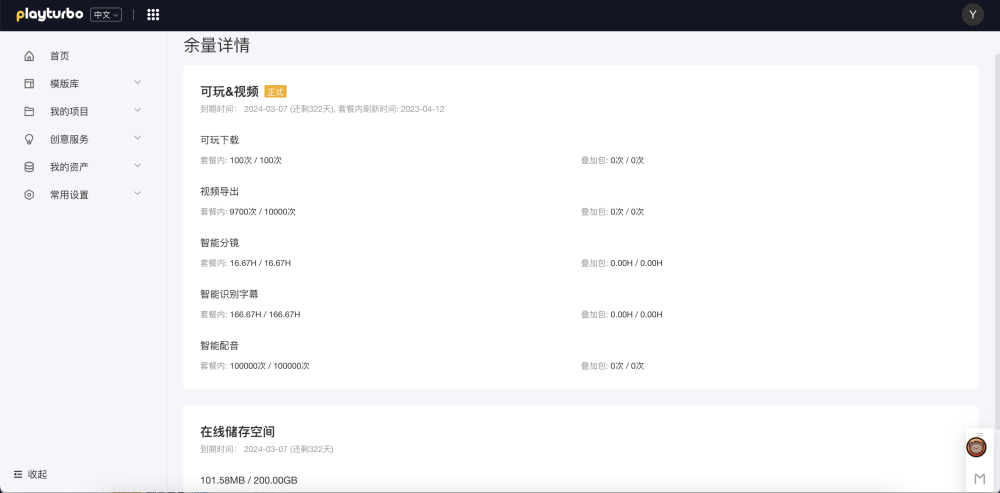 playturbo 中文 Y
余量详情
首页
模版库
我的项目
创意服务
我的资产
常用设置
收起
可玩&视频 正式
到期时间： 2024-03-07 (还剩322天), 套餐内刷新时间: 2023-04-12
可玩下载
套餐内: 100次 / 100次 叠加包: 0次 / 0次
视频导出
套餐内: 9700次 / 10000次 叠加包: 0次 / 0次
智能分镜
套餐内: 16.67H / 16.67H 叠加包: 0.00H / 0.00H
智能识别字幕
套餐内: 166.67H / 166.67H 叠加包: 0.00H / 0.00H
智能配音
套餐内: 100000次 / 100000次 叠加包: 0次 / 0次
在线储存空间
到期时间： 2024-03-07 (还剩322天)
101.58MB / 200.00GB